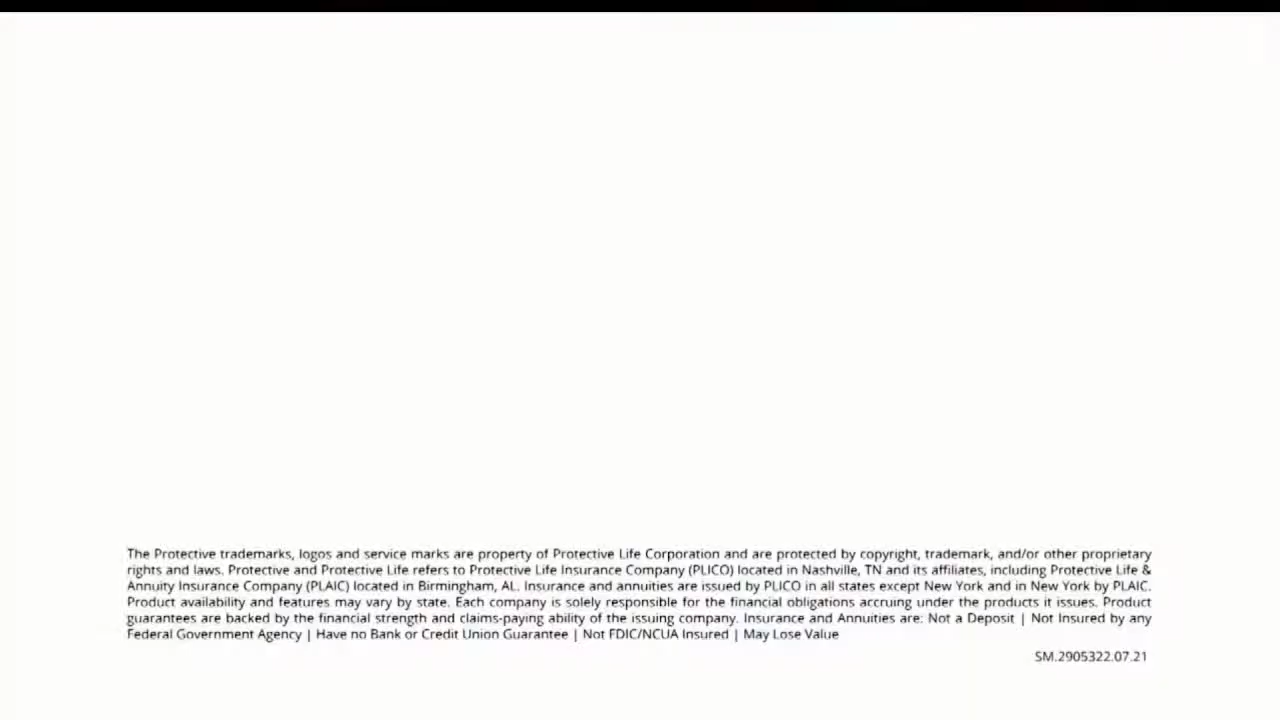 The Protective trademarks, logos and service marks are property of Protective Life Corporation and are protected by copyright, trademark, and/or other proprietary
rights and laws. Protective and Protective Life refers to Protective Life Insurance Company (PLICO) located in Nashville, TN and its affiliates, including Protective Life &
Annuity Insurance Company (PLAIC) located in Birmingham, AL. Insurance and annuities are issued by PLICO in all states except New York and in New York by PLAIC.
Product availability and features may vary by state. Each company is solely responsible for the financial obligations accruing under the products it issues. Product
guarantees are backed by the financial strength and claims-paying ability of the issuing company. Insurance and Annuities are: Not a Deposit | Not Insured by any
Federal Government Agency | Have no Bank or Credit Union Guarantee | Not FDIC/NCUA Insured | May Lose Value
SM.2905322.07.21